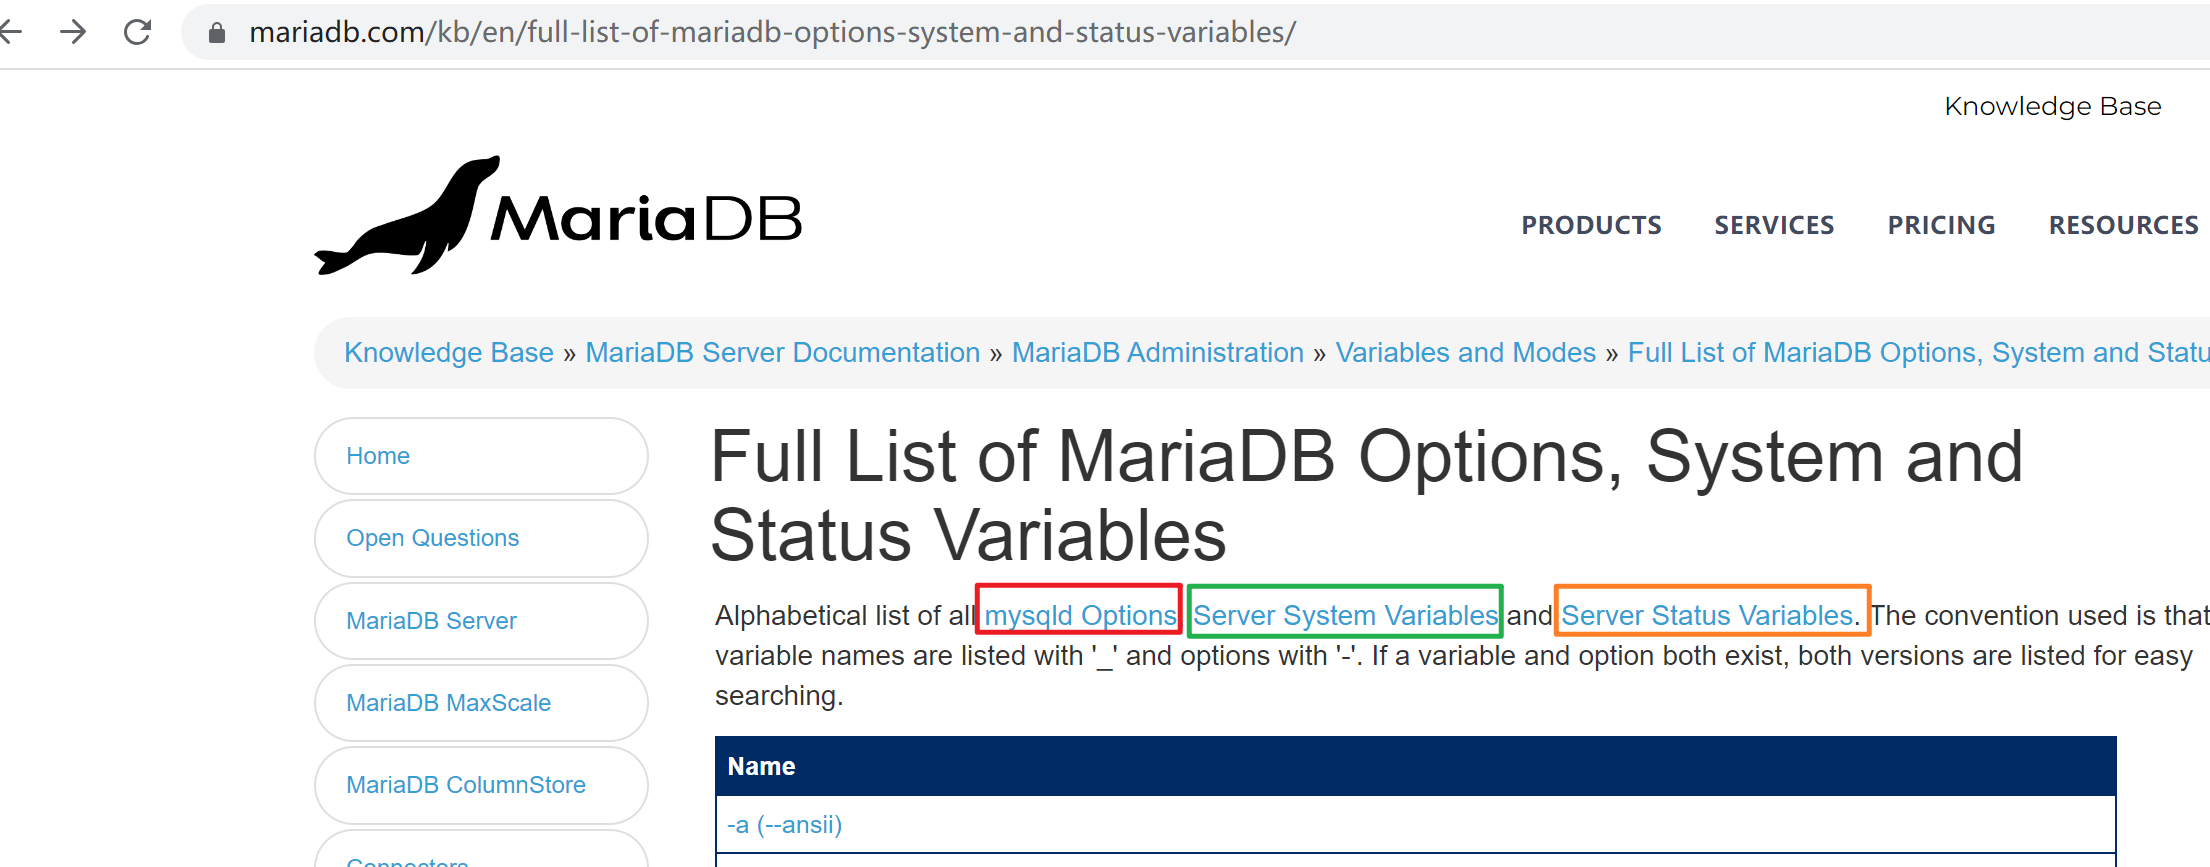 mariadb.com/kb/en/full-list-of-mariadb-options-system-and-status-variables/
Knowledge Base
MariaDB
PRODUCTS SERVICES PRICING RESOURCES
Knowledge Base » MariaDB Server Documentation » MariaDB Administration » Variables and Modes » Full List of MariaDB Options, System and Statu
Home
Open Questions
MariaDB Server
MariaDB MaxScale
MariaDB ColumnStore
Connectors
Full List of MariaDB Options, System and
Status Variables
Alphabetical list of all mysqld Options Server System Variables and Server Status Variables. The convention used is that
variable names are listed with '_' and options with '-'. If a variable and option both exist, both versions are listed for easy
searching.
Name
-a (--ansii)